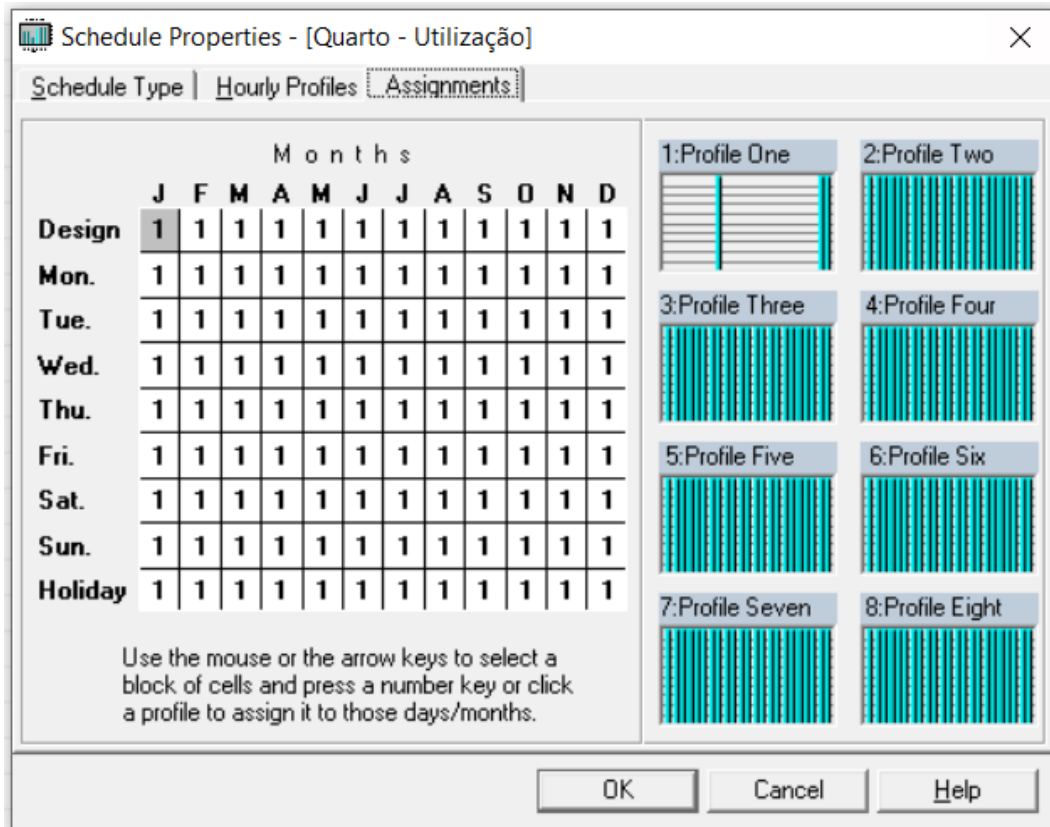 Schedule Properties - [Quarto - Utilização]
Schedule Type Hourly Profiles Assignments
Months
J F M A M J J A S O N D
Design 1 1 1 1 1 1 1 1 1 1 1 1
Mon. 1 1 1 1 1 1 1 1 1 1 1 1
Tue. 1 1 1 1 1 1 1 1 1 1 1 1
Wed. 1 1 1 1 1 1 1 1 1 1 1 1
Thu. 1 1 1 1 1 1 1 1 1 1 1 1
Fri. 1 1 1 1 1 1 1 1 1 1 1 1
Sat. 1 1 1 1 1 1 1 1 1 1 1 1
Sun. 1 1 1 1 1 1 1 1 1 1 1 1
Holiday 1 1 1 1 1 1 1 1 1 1 1 1
Use the mouse or the arrow keys to select a
block of cells and press a number key or click
a profile to assign it to those days/months.
1:Profile One 2:Profile Two
3:Profile Three 4:Profile Four
5:Profile Five 6:Profile Six
7:Profile Seven 8:Profile Eight
OK Cancel Help